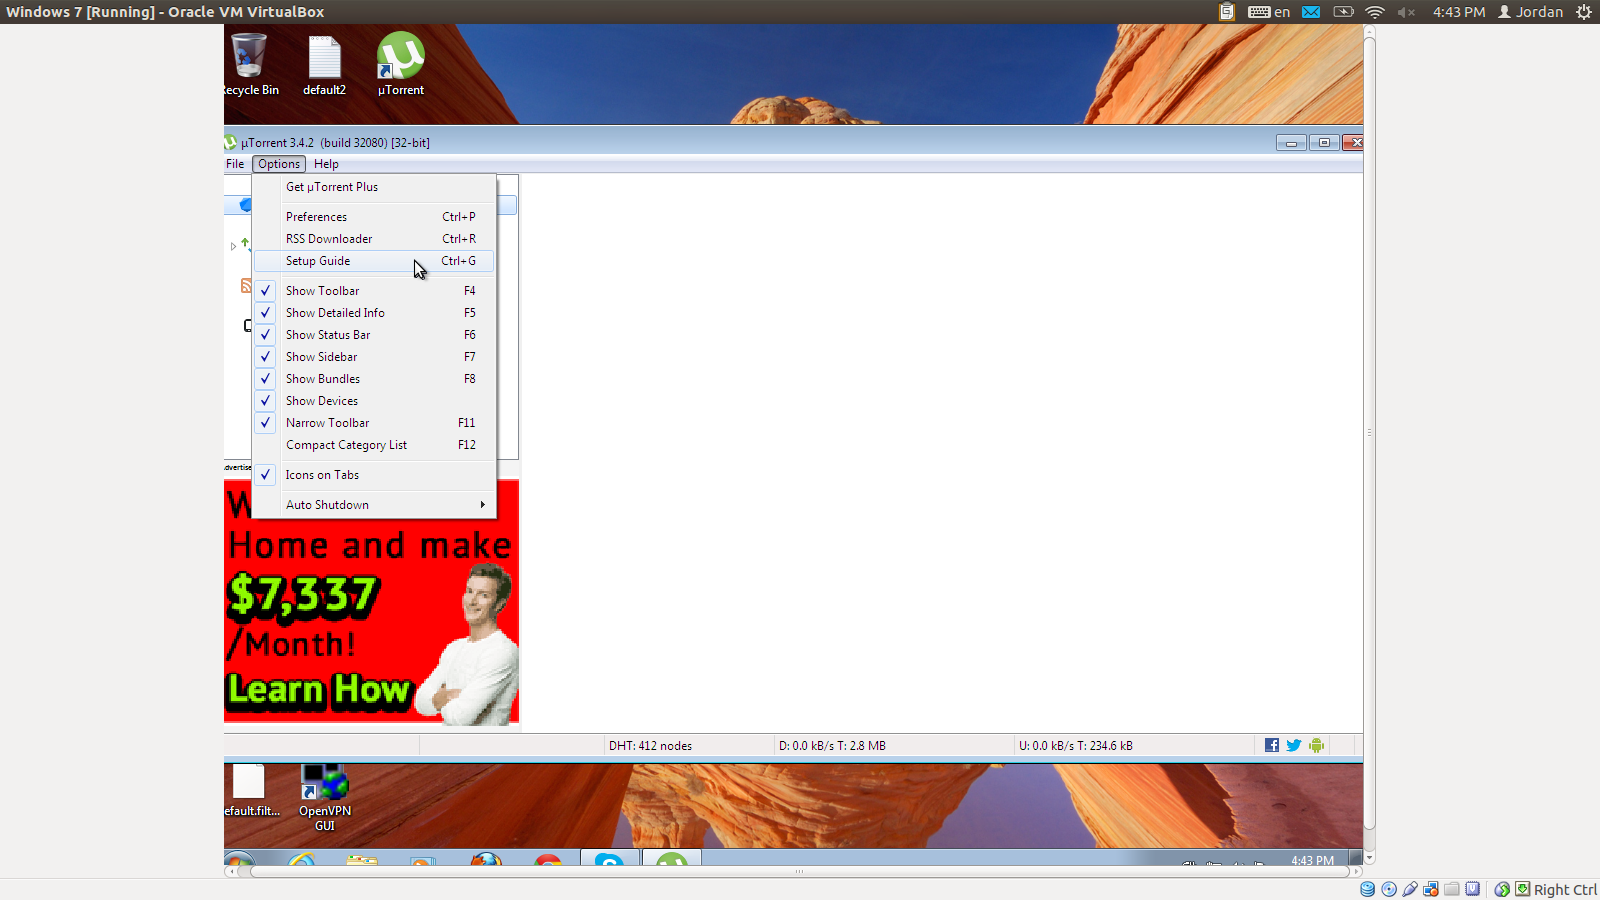 Windows 7 [Running] - Oracle VM VirtualBox
en
4:43 PM
Jordan
ecycle Bin
default2
µTorrent
µTorrent 3.4.2 (build 32080) [32-bit]
File
Options
Help
Get µTorrent Plus
Preferences Ctrl+P
RSS Downloader Ctrl+R
Setup Guide Ctrl+G
Show Toolbar F4
Show Detailed Info F5
Show Status Bar F6
Show Sidebar F7
Show Bundles F8
Show Devices
Narrow Toolbar F11
Compact Category List F12
Icons on Tabs
Auto Shutdown
dvertise
W
Home and make
$7,337
/Month!
Learn How
DHT: 412 nodes
D: 0.0 kB/s T: 2.8 MB
U: 0.0 kB/s T: 234.6 kB
efault.filt...
OpenVPN
GUI
4:43 PM
Right Ctrl